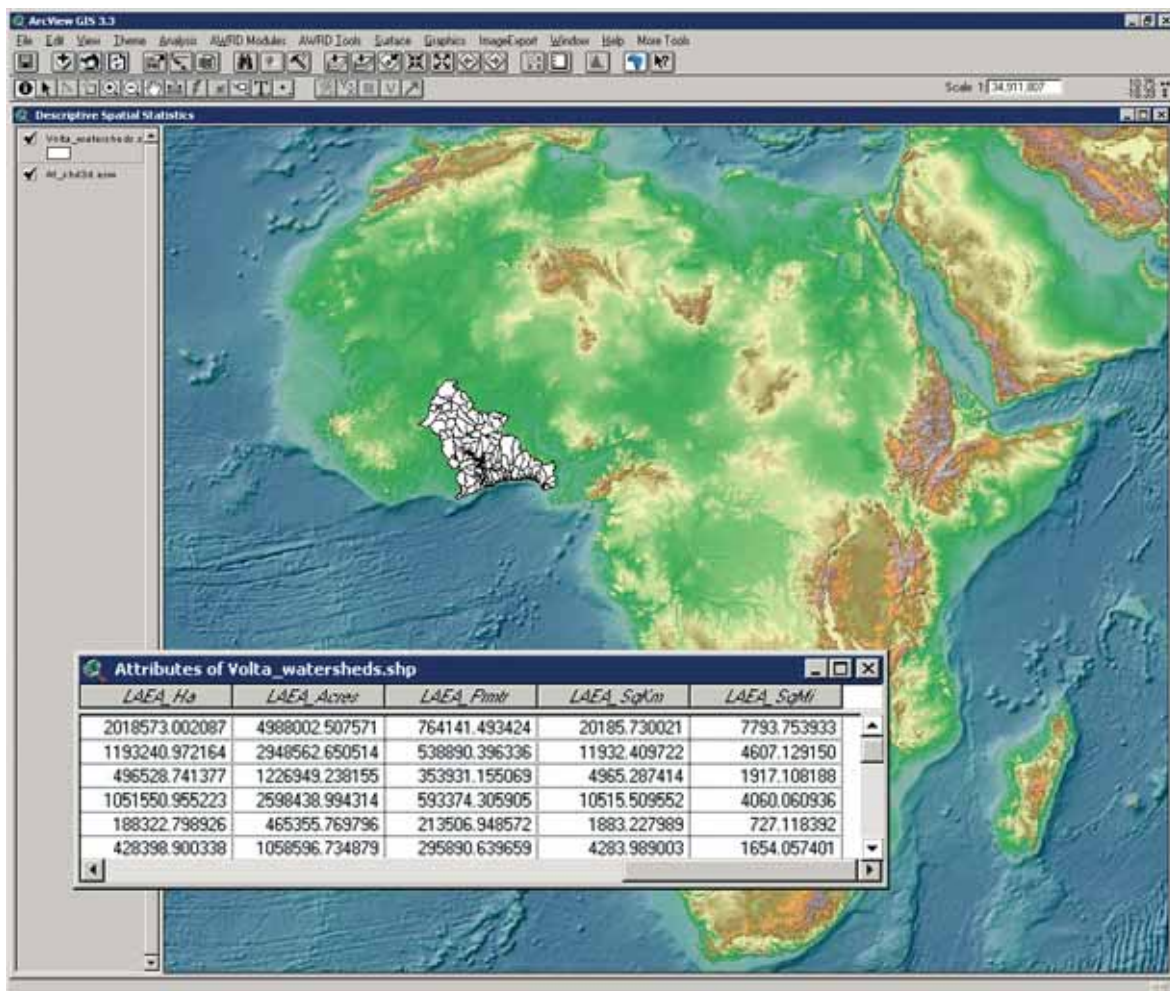 ArcView GIS 3.3
File Edit View Theme Analysis AWRD Modules AWRD Tools Surface Graphics ImageExport Window Help More Tools
Scale 1: 34,911,807
Descriptive Spatial Statistics
Volta_watersheds.s
Attributes of Volta_watersheds.shp
LAEA_Ha LAEA_Acres LAEA_Prmtr LAEA_SqKm LAEA_SqMi
2018573.002087 4988002.507571 764141.493424 20185.730021 7793.753933
1193240.972164 2948562.650514 538890.396336 11932.409722 4607.129150
496528.741377 1226949.238155 353931.155069 4965.287414 1917.108188
1051550.955223 2598438.994314 593374.305905 10515.509552 4060.060936
188322.798926 465355.769796 213506.948572 1883.227989 727.118392
428398.900338 1058596.734879 295890.639659 4283.989003 1654.057401